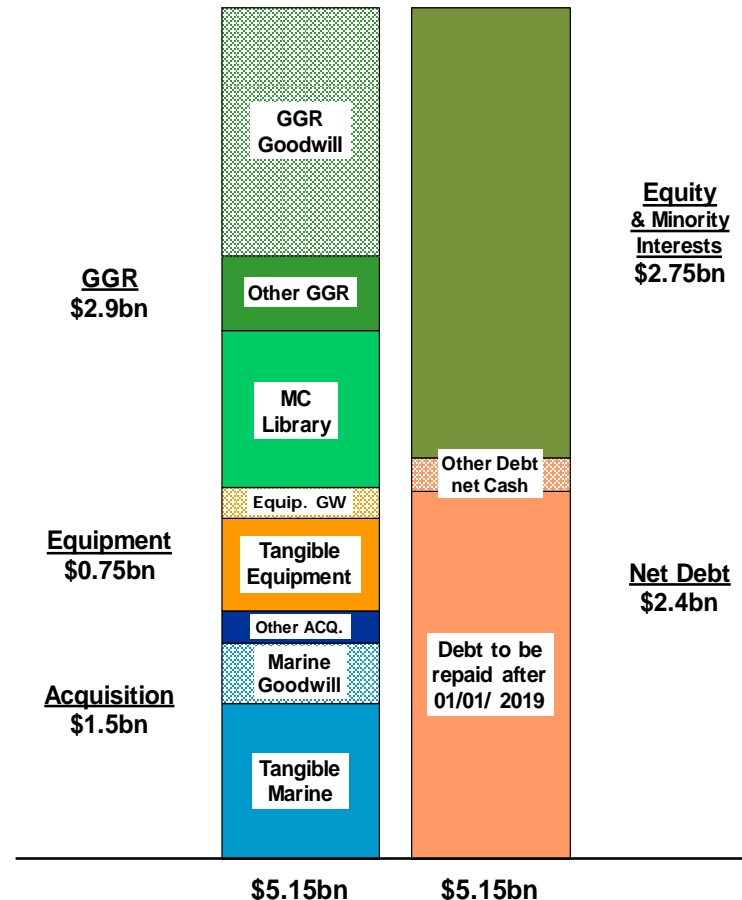 GGR
Goodwill
Other GGR
MC
Library
Equip. GW
Tangible
Equipment
Other ACQ.
Marine
Goodwill
Tangible
Marine
GGR
$2.9bn
Equipment
$0.75bn
Acquisition
$1.5bn
Other Debt
net Cash
Debt to be
repaid after
01/01/ 2019
Equity
& Minority
Interests
$2.75bn
Net Debt
$2.4bn
$5.15bn
$5.15bn